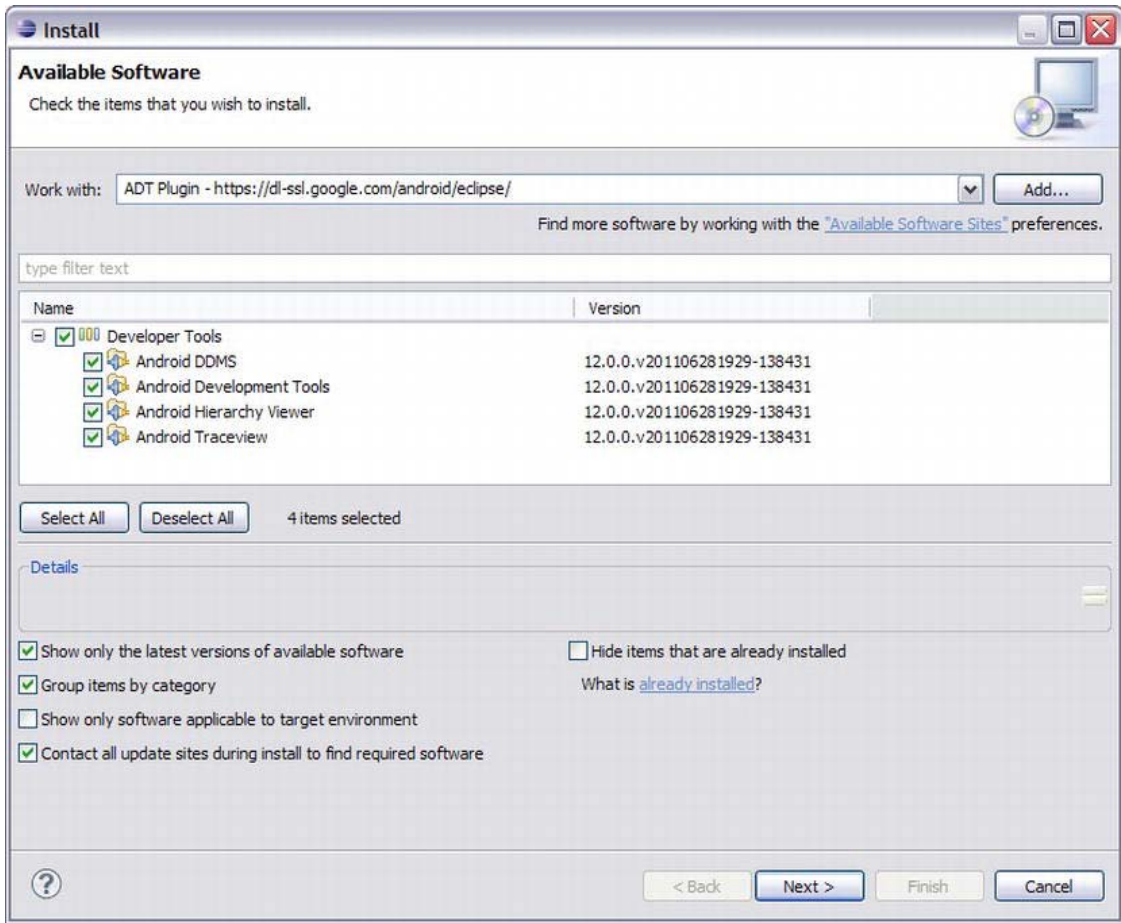 Install
Available Software
Check the items that you wish to install.
Work with: ADT Plugin - https://dl-ssl.google.com/android/eclipse/ Add...
Find more software by working with the "Available Software Sites" preferences.
type filter text
Name Version
Developer Tools
Android DDMS 12.0.0.v201106281929-138431
Android Development Tools 12.0.0.v201106281929-138431
Android Hierarchy Viewer 12.0.0.v201106281929-138431
Android Traceview 12.0.0.v201106281929-138431
Select All Deselect All 4 items selected
Details
Show only the latest versions of available software Hide items that are already installed
Group items by category What is already installed?
Show only software applicable to target environment
Contact all update sites during install to find required software
? < Back Next > Finish Cancel